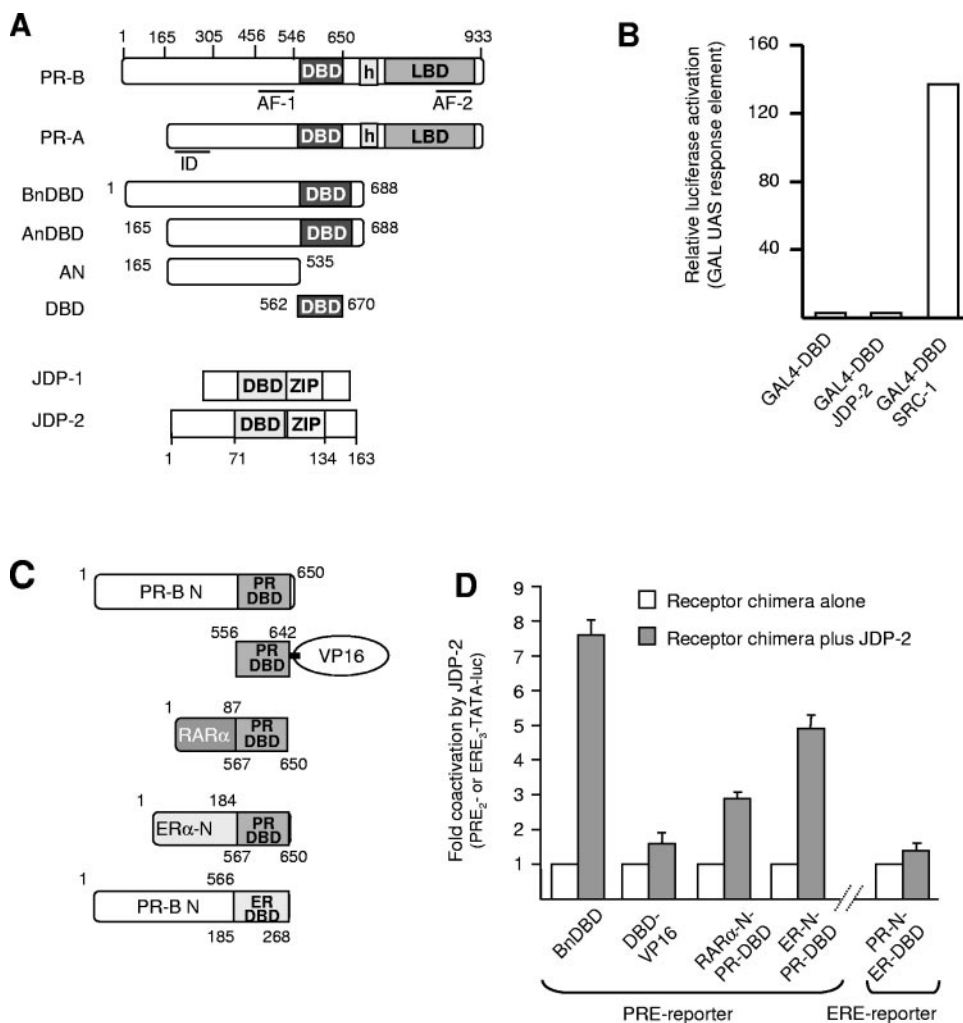 A
1 165 305 456 546 650 933
PR-B DBD h LBD
AF-1 AF-2
PR-A DBD h LBD
ID
BnDBD 1 DBD 688
AnDBD 165 DBD 688
AN 165 535
DBD 562 DBD 670
JDP-1 DBD ZIP
JDP-2 DBD ZIP
1 71 134 163
B
Relative luciferase activation
(GAL UAS response element)
160
120
80
40
GAL4-DBD
GAL4-DBD
JDP-2
GAL4-DBD
SRC-1
C
1 650
PR-B N PR
DBD
556 642
PR
DBD
VP16
1 87
RARα PR
DBD
567 650
1 184
ERα-N PR
DBD
567 650
1 566
PR-B N ER
DBD
185 268
D
Fold coactivation by JDP-2
(PRE2- or ERE3-TATA-luc)
9
8
7
6
5
4
3
2
1
Receptor chimera alone
Receptor chimera plus JDP-2
BnDBD
DBD-
VP16
RARα-N-
PR-DBD
ER-N-
PR-DBD
PR-N-
ER-DBD
PRE-reporter
ERE-reporter